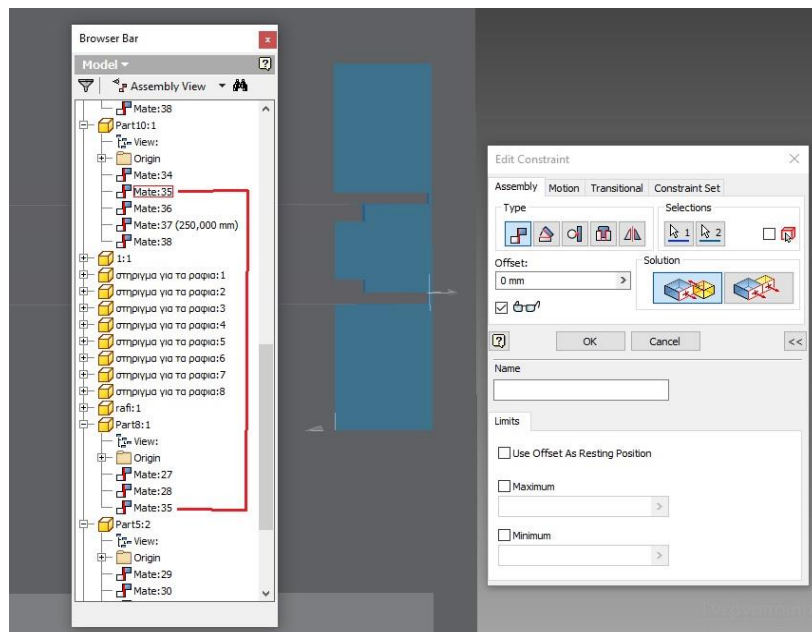 Browser Bar
x
Model
?
Assembly View
Mate:38
Part10:1
View:
Origin
Mate:34
Mate:35
Mate:36
Mate:37 (250,000 mm)
Mate:38
1:1
στηριγμα για τα ραφια:1
στηριγμα για τα ραφια:2
στηριγμα για τα ραφια:3
στηριγμα για τα ραφια:4
στηριγμα για τα ραφια:5
στηριγμα για τα ραφια:6
στηριγμα για τα ραφια:7
στηριγμα για τα ραφια:8
rafi:1
Part8:1
View:
Origin
Mate:27
Mate:28
Mate:35
Part5:2
View:
Origin
Mate:29
Mate:30
Edit Constraint
Assembly Motion Transitional Constraint Set
Type
Selections
1 2
Offset:
Solution
0 mm >
? OK Cancel <<
Name
Limits
Use Offset As Resting Position
Maximum
>
Minimum
>